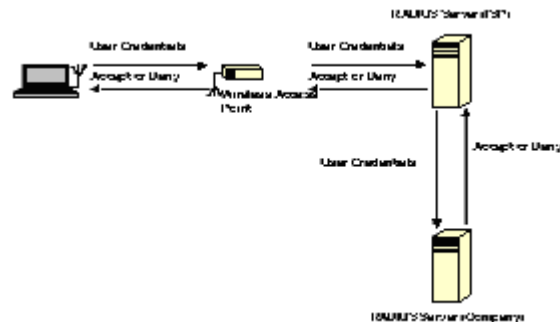 RADIUS Server (ISP)
User Credentials
User Credentials
Accept or Deny
Accept or Deny
Wireless Access
Point
User Credentials
Accept or Deny
RADIUS Server (Company)